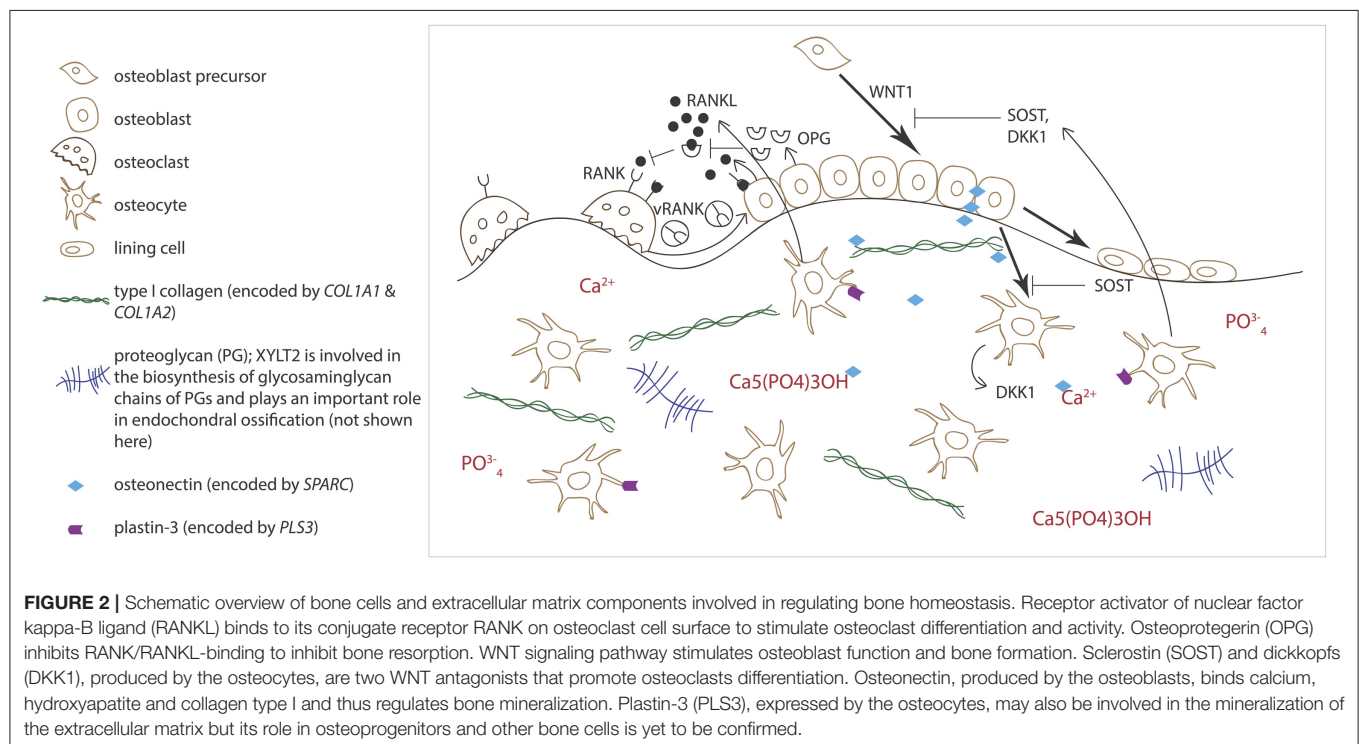 osteoblast precursor
osteoblast
osteoclast
osteocyte
lining cell
type I collagen (encoded by COL1A1 &
COL1A2)
proteoglycan (PG); XYLT2 is involved in
the biosynthesis of glycosaminglycan
chains of PGs and plays an important role
in endochondral ossification (not shown
here)
osteonectin (encoded by SPARC)
plastin-3 (encoded by PLS3)
WNT1
RANKL
SOST,
DKK1
OPG
RANK
vRANK
Ca2+
SOST
PO3-4
Ca5(PO4)3OH
DKK1
Ca2+
PO3-4
Ca5(PO4)3OH
FIGURE 2 | Schematic overview of bone cells and extracellular matrix components involved in regulating bone homeostasis. Receptor activator of nuclear factor
kappa-B ligand (RANKL) binds to its conjugate receptor RANK on osteoclast cell surface to stimulate osteoclast differentiation and activity. Osteoprotegerin (OPG)
inhibits RANK/RANKL-binding to inhibit bone resorption. WNT signaling pathway stimulates osteoblast function and bone formation. Sclerostin (SOST) and dickkopfs
(DKK1), produced by the osteocytes, are two WNT antagonists that promote osteoclasts differentiation. Osteonectin, produced by the osteoblasts, binds calcium,
hydroxyapatite and collagen type I and thus regulates bone mineralization. Plastin-3 (PLS3), expressed by the osteocytes, may also be involved in the mineralization of
the extracellular matrix but its role in osteoprogenitors and other bone cells is yet to be confirmed.